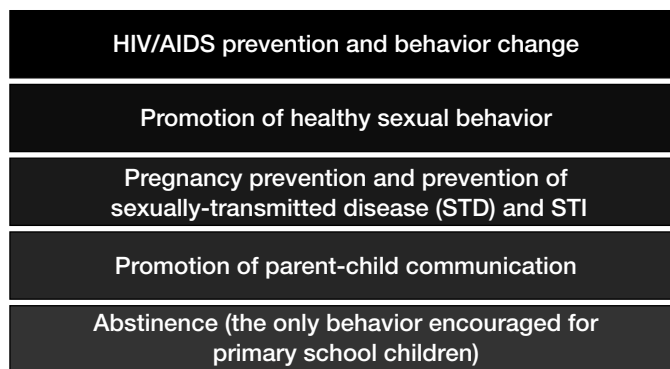 HIV/AIDS prevention and behavior change
Promotion of healthy sexual behavior
Pregnancy prevention and prevention of
sexually-transmitted disease (STD) and STI
Promotion of parent-child communication
Abstinence (the only behavior encouraged for
primary school children)